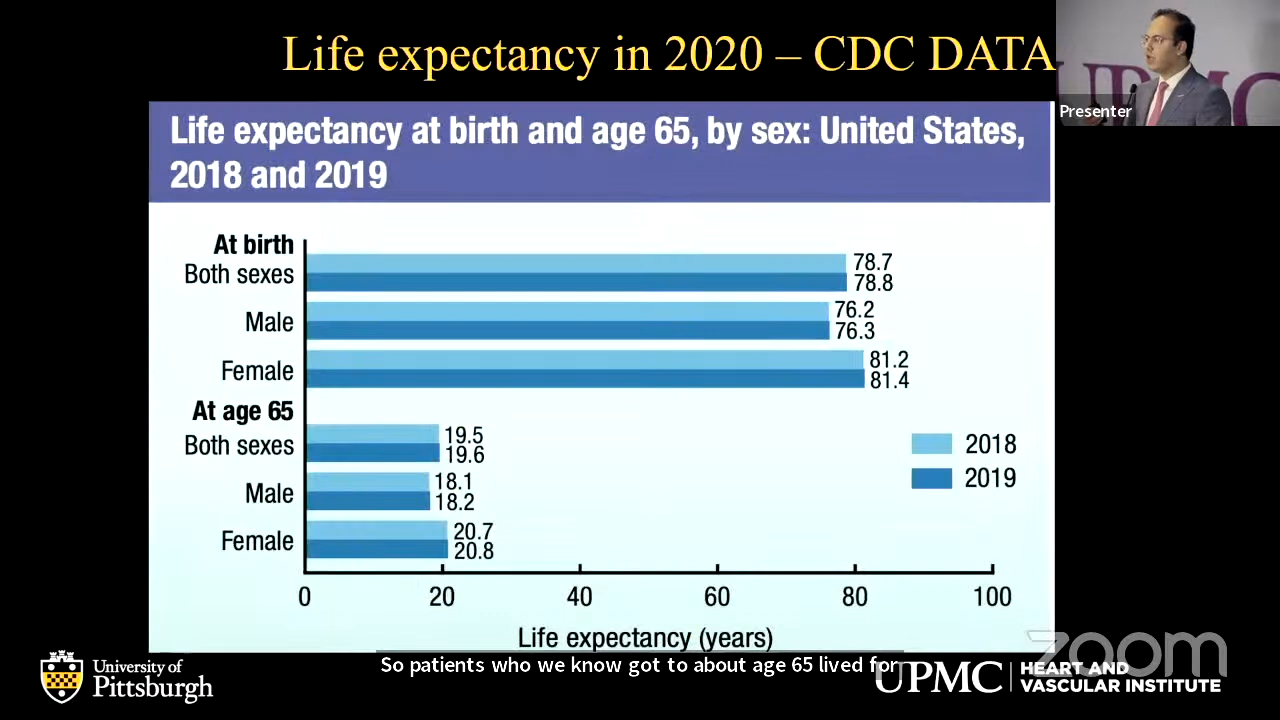 Life expectancy in 2020 – CDC DATA
UPMC
Presenter
Life expectancy at birth and age 65, by sex: United States,
2018 and 2019
At birth
Both sexes 78.7
78.8
Male 76.2
76.3
Female 81.2
81.4
At age 65
Both sexes 19.5
19.6
Male 18.1
18.2
Female 20.7
20.8
2018
2019
0 20 40 60 80 100
Life expectancy (years)
So patients who we know got to about age 65 lived for
University of
Pittsburgh
UPMC
HEART AND
VASCULAR INSTITUTE
zoom